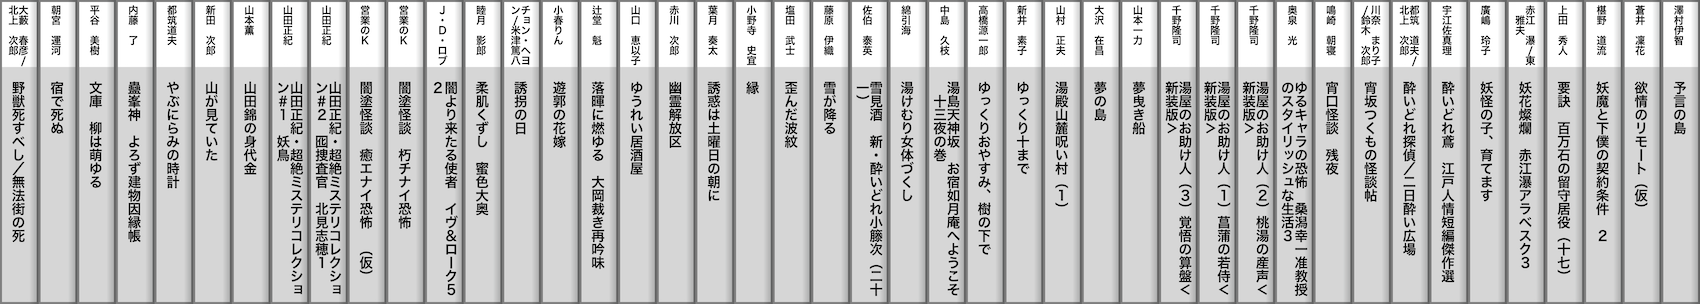 大藪 春彦/
北上 次郎
野獣死すべし/無法街の死
朝宮 運河
宿で死ぬ
平谷 美樹
文庫 柳は萌ゆる
内藤 了
蠱峯神 よろず建物因縁帳
都筑道夫
やぶにらみの時計
新田 次郎
山が見ていた
山本薫
山田錦の身代金
山田正紀
山田正紀・超絶ミステリコレクショ
ン#1 妖鳥
山田正紀
山田正紀・超絶ミステリコレクショ
ン#2 囮捜査官 北見志穂1
営業のK
闇塗怪談 癒エナイ恐怖 (仮)
営業のK
闇塗怪談 朽チナイ恐怖
J・D・ロブ
闇より来たる使者 イヴ&ローク5
2
睦月 影郎
柔肌くずし 蜜色大奥
チョン・ヘヨ
ン/米津篤八
誘拐の日
小春りん
遊郭の花嫁
辻堂 魁
落暉に燃ゆる 大岡裁き再吟味
山口 恵以子
ゆうれい居酒屋
赤川 次郎
幽霊解放区
葉月 奏太
誘惑は土曜日の朝に
小野寺 史宜
縁
塩田 武士
歪んだ波紋
藤原 伊織
雪が降る
佐伯 泰英
雪見酒 新・酔いどれ小籐次(二十
一)
綿引海
湯けむり女体づくし
中島 久枝
湯島天神坂 お宿如月庵へようこそ
十三夜の巻
高橋源一郎
ゆっくりおやすみ、樹の下で
新井 素子
ゆっくり十まで
山村 正夫
湯殿山麓呪い村(1)
大沢 在昌
夢の島
山本一力
夢曳き船
千野隆司
湯屋のお助け人(3)覚悟の算盤<
新装版>
千野隆司
湯屋のお助け人(1)菖蒲の若侍<
新装版>
千野隆司
湯屋のお助け人(2)桃湯の産声<
新装版>
奥泉 光
ゆるキャラの恐怖 桑潟幸一准教授
のスタイリッシュな生活3
鳴崎 朝寝
宵口怪談 残夜
川奈 まり子
/鈴木 次郎
宵坂つくもの怪談帖
都筑 道夫/
北上 次郎
酔いどれ探偵/二日酔い広場
宇江佐真理
酔いどれ鳶 江戸人情短編傑作選
廣嶋 玲子
妖怪の子、育てます
赤江 瀑/東
雅夫
妖花燦爛 赤江瀑アラベスク3
上田 秀人
要訣 百万石の留守居役(十七)
椹野 道流
妖魔と下僕の契約条件 2
蒼井 凜花
欲情のリモート(仮)
澤村伊智
予言の島